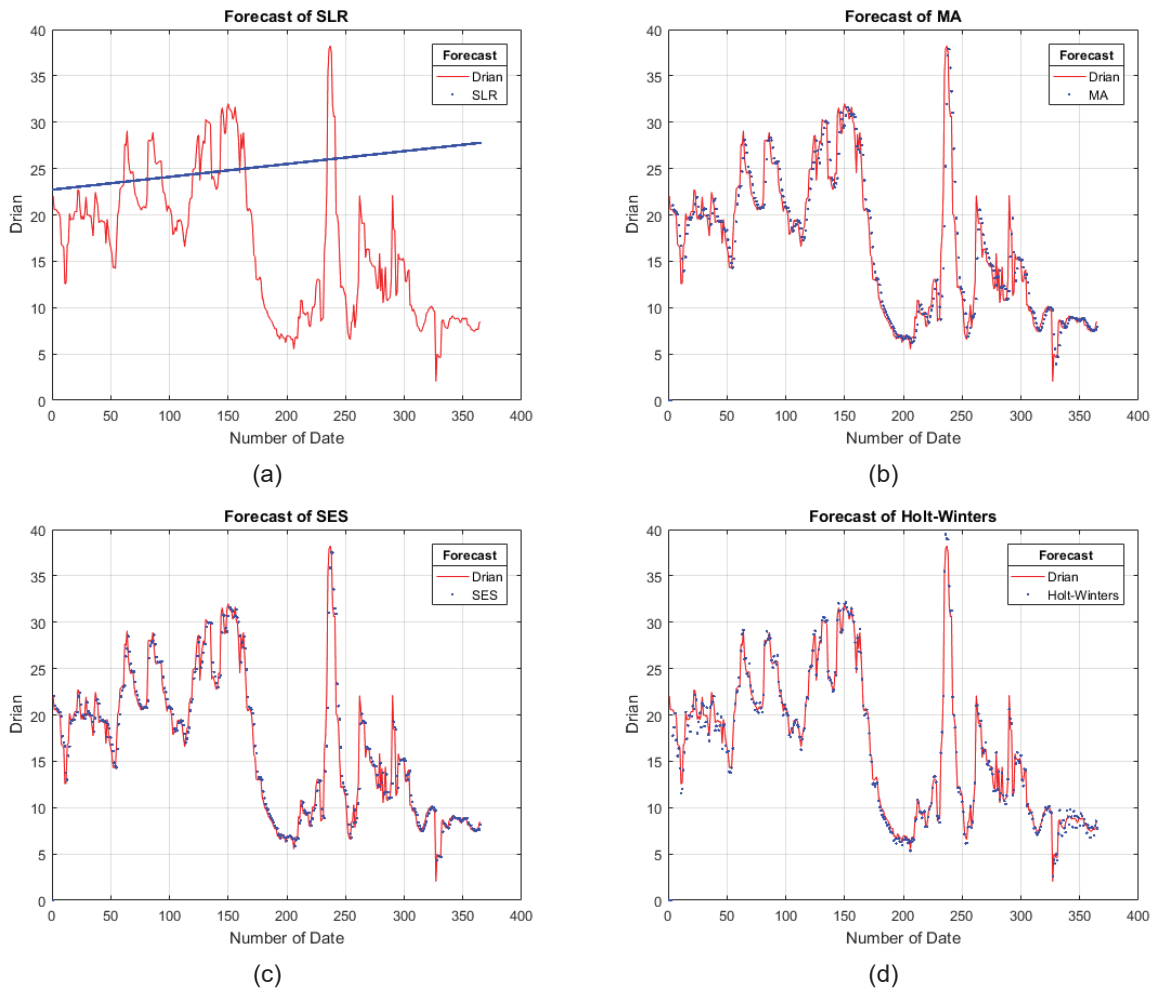 Forecast of SLR
40
35
30
25
20
15
10
5
0
Drian
Forecast
Drian
SLR
0 50 100 150 200 250 300 350 400
Number of Date
(a)
Forecast of MA
40
35
30
25
20
15
10
5
0
Drian
Forecast
Drian
MA
0 50 100 150 200 250 300 350 400
Number of Date
(b)
Forecast of SES
40
35
30
25
20
15
10
5
0
Drian
Forecast
Drian
SES
0 50 100 150 200 250 300 350 400
Number of Date
(c)
Forecast of Holt-Winters
40
35
30
25
20
15
10
5
0
Drian
Forecast
Drian
Holt-Winters
0 50 100 150 200 250 300 350 400
Number of Date
(d)